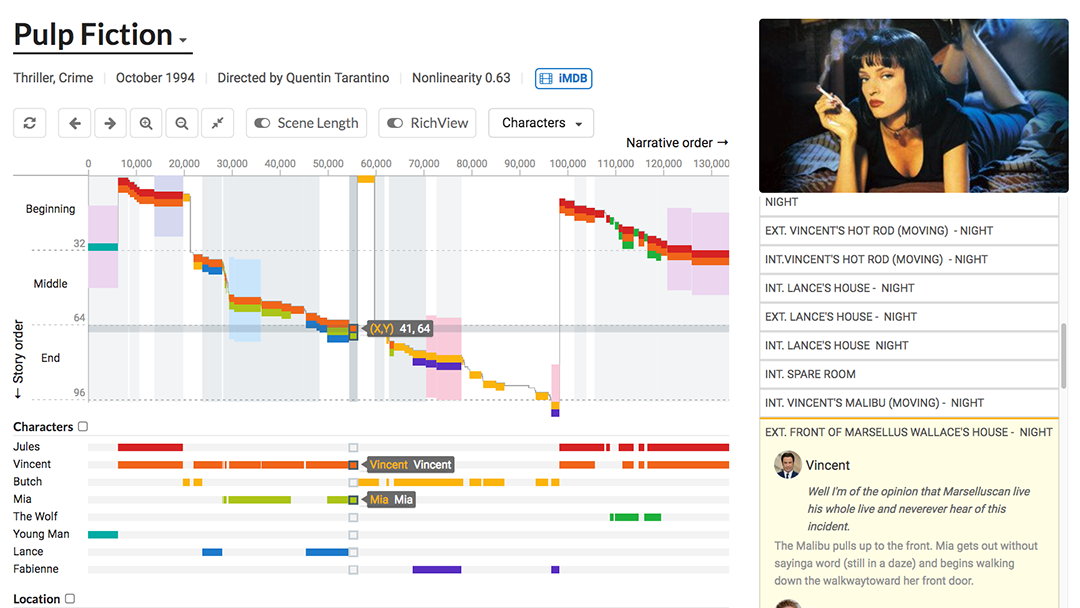 Pulp Fiction
Thriller, Crime October 1994 Directed by Quentin Tarantino Nonlinearity 0.63 iMDB
Scene Length RichView Characters
Narrative order →
0 10,000 20,000 30,000 40,000 50,000 60,000 70,000 80,000 90,000 100,000 110,000 120,000 130,000
Beginning
32
Middle
64
(X,Y) 41, 64
End
96
← Story order
Characters
Jules
Vincent
Vincent Vincent
Butch
Mia
Mia Mia
The Wolf
Young Man
Lance
Fabienne
Location
NIGHT
EXT. VINCENT'S HOT ROD (MOVING) - NIGHT
INT.VINCENT'S HOT ROD (MOVING) - NIGHT
INT. LANCE'S HOUSE - NIGHT
EXT. LANCE'S HOUSE - NIGHT
INT. LANCE'S HOUSE NIGHT
INT. SPARE ROOM
INT. VINCENT'S MALIBU (MOVING) - NIGHT
EXT. FRONT OF MARSELLUS WALLACE'S HOUSE - NIGHT
Vincent
Well I'm of the opinion that Marselluscan live
his whole live and neverever hear of this
incident.
The Malibu pulls up to the front. Mia gets out without
sayinga word (still in a daze) and begins walking
down the walkwaytoward her front door.